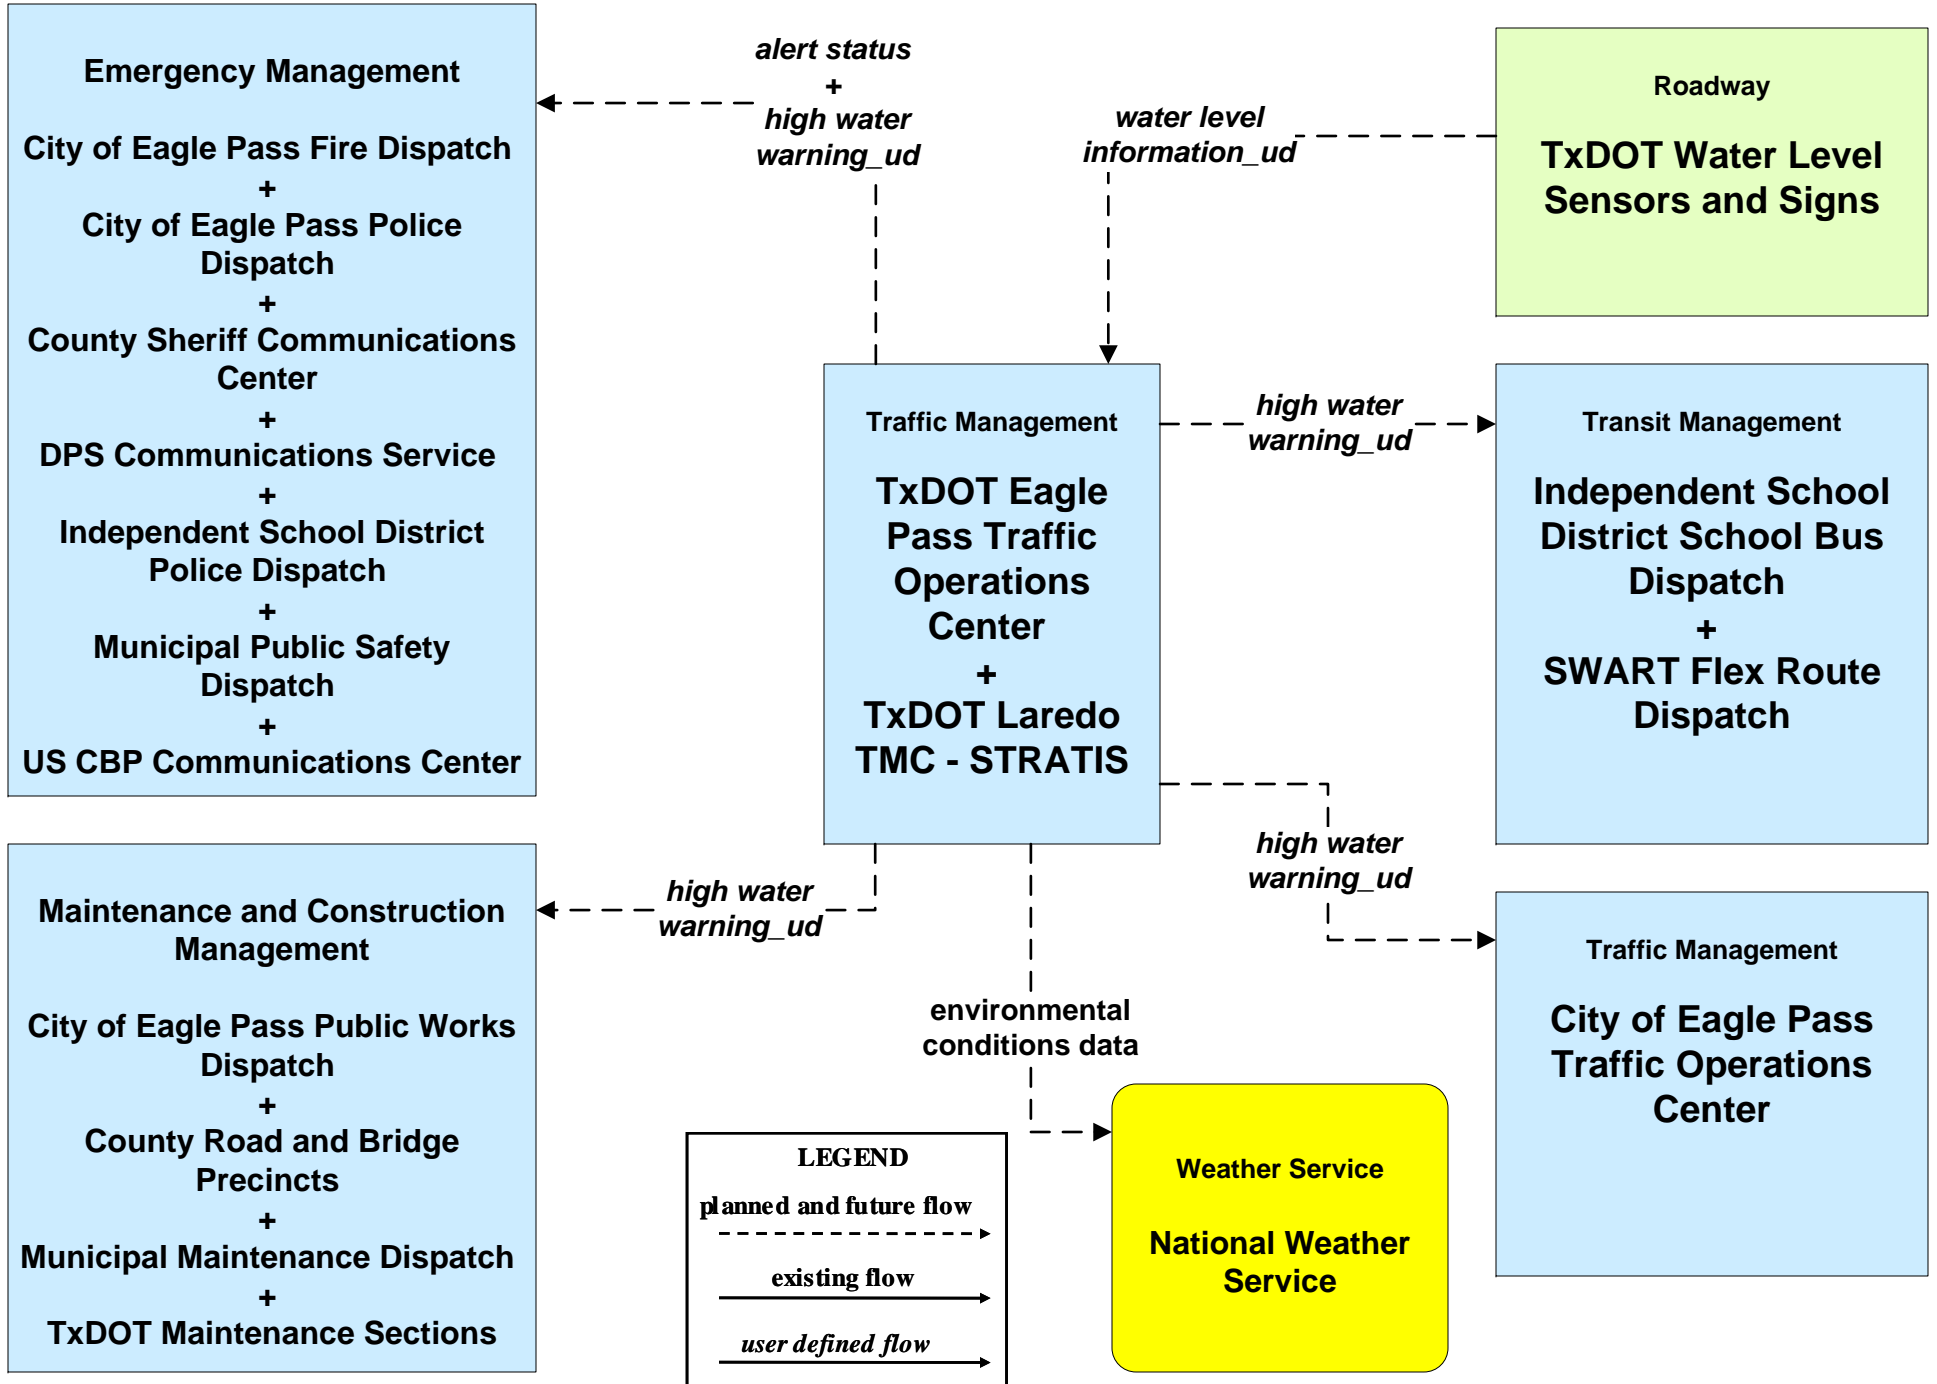 Emergency Management
City of Eagle Pass Fire Dispatch
+
City of Eagle Pass Police
Dispatch
+
County Sheriff Communications
Center
+
DPS Communications Service
+
Independent School District
Police Dispatch
+
Municipal Public Safety
Dispatch
+
US CBP Communications Center
alert status
+
high water
warning_ud
water level
information_ud
Roadway
TxDOT Water Level
Sensors and Signs
Traffic Management
TxDOT Eagle
Pass Traffic
Operations
Center
+
TxDOT Laredo
TMC - STRATIS
high water
warning_ud
Transit Management
Independent School
District School Bus
Dispatch
+
SWART Flex Route
Dispatch
high water
warning_ud
Maintenance and Construction
Management
City of Eagle Pass Public Works
Dispatch
+
County Road and Bridge
Precincts
+
Municipal Maintenance Dispatch
+
TxDOT Maintenance Sections
high water
warning_ud
environmental
conditions data
Traffic Management
City of Eagle Pass
Traffic Operations
Center
LEGEND
planned and future flow
existing flow
user defined flow
Weather Service
National Weather
Service